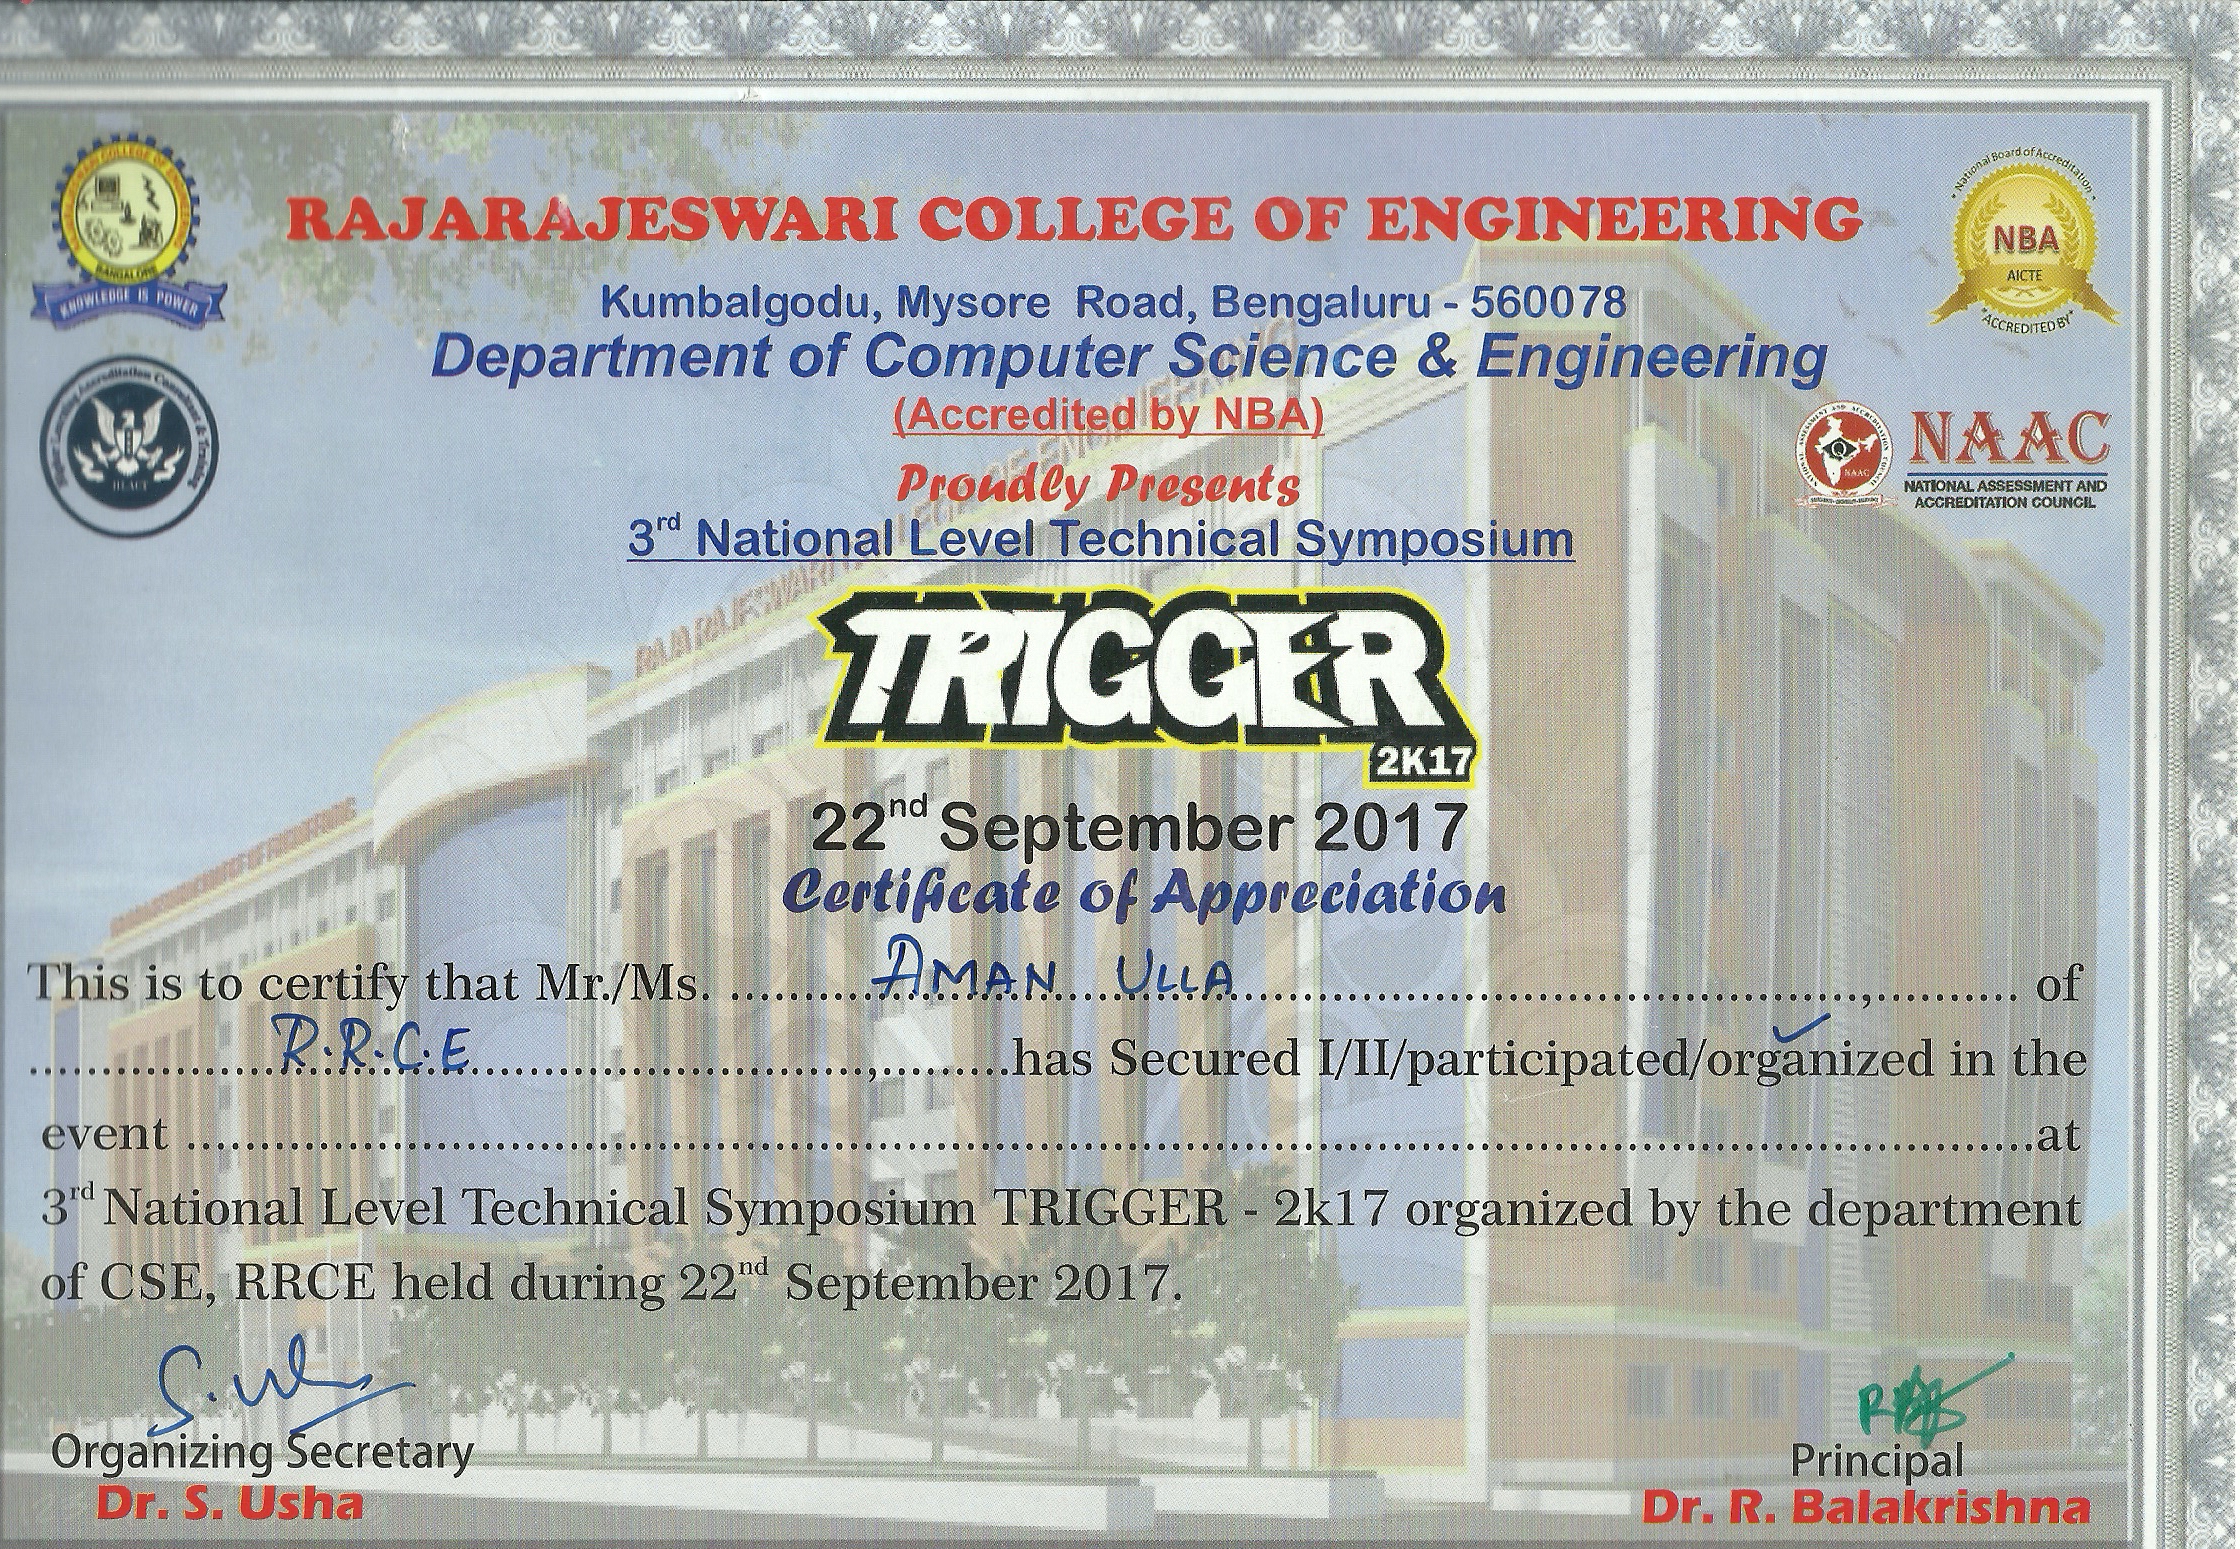 RAJARAJESWARI COLLEGE OF ENGINEERING
BANGALORE
KNOWLEDGE IS POWER
National Board of Accreditation
NBA
AICTE
"ACCREDITED BY"
Kumbalgodu, Mysore Road, Bengaluru - 560078
Department of Computer Science & Engineering
(Accredited by NBA)
NAAC
NATIONAL ASSESSMENT AND
ACCREDITATION COUNCIL
Proudly Presents
3rd National Level Technical Symposium
TRIGGER
2K17
22nd September 2017
Certificate of Appreciation
This is to certify that Mr./Ms. AMAN ULLA of
R.R.C.E has Secured I/II/participated/organized in the
event at
3rd National Level Technical Symposium TRIGGER - 2k17 organized by the department
of CSE, RRCE held during 22nd September 2017.
S. Usha
Organizing Secretary
Dr. S. Usha
Principal
Dr. R. Balakrishna